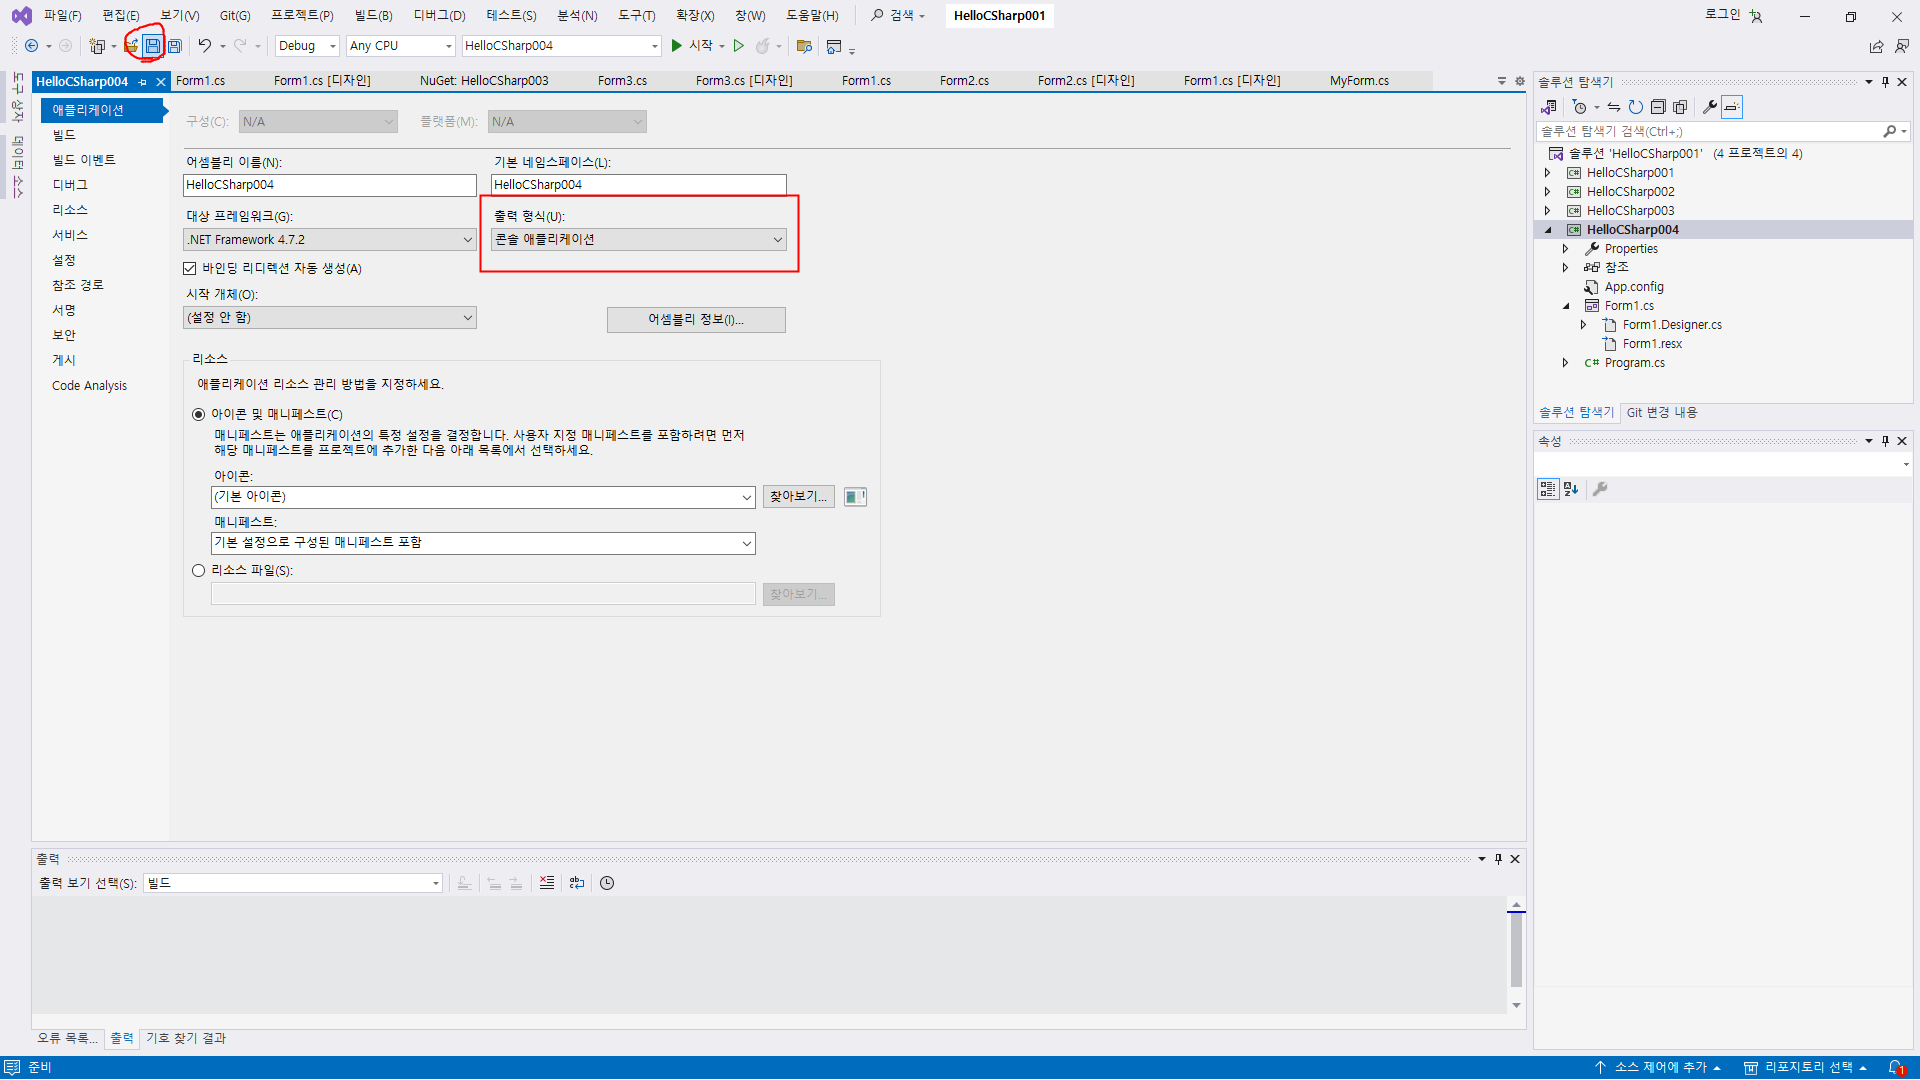 파일(F) 편집(E) 보기(V) Git(G) 프로젝트(P) 빌드(B) 디버그(D) 테스트(S) 분석(N) 도구(T) 확장(X) 창(W) 도움말(H) 검색 HelloCSharp001 로그인
Debug Any CPU HelloCSharp004 시작
도구 상자
데이터 소스
HelloCSharp004 Form1.cs Form1.cs [디자인] NuGet: HelloCSharp003 Form3.cs Form3.cs [디자인] Form1.cs Form2.cs Form2.cs [디자인] Form1.cs [디자인] MyForm.cs
애플리케이션
빌드
빌드 이벤트
디버그
리소스
서비스
설정
참조 경로
서명
보안
게시
Code Analysis
구성(C): N/A 플랫폼(M): N/A
어셈블리 이름(N): 기본 네임스페이스(L):
HelloCSharp004 HelloCSharp004
대상 프레임워크(G): 출력 형식(U):
.NET Framework 4.7.2 콘솔 애플리케이션
바인딩 리디렉션 자동 생성(A)
시작 개체(O):
(설정 안 함) 어셈블리 정보(I)...
리소스
애플리케이션 리소스 관리 방법을 지정하세요.
아이콘 및 매니페스트(C)
매니페스트는 애플리케이션의 특정 설정을 결정합니다. 사용자 지정 매니페스트를 포함하려면 먼저
해당 매니페스트를 프로젝트에 추가한 다음 아래 목록에서 선택하세요.
아이콘:
(기본 아이콘) 찾아보기...
매니페스트:
기본 설정으로 구성된 매니페스트 포함
리소스 파일(S):
찾아보기...
출력
출력 보기 선택(S): 빌드
오류 목록... 출력 기호 찾기 결과
솔루션 탐색기
솔루션 탐색기 검색(Ctrl+;)
솔루션 'HelloCSharp001' (4 프로젝트의 4)
HelloCSharp001
HelloCSharp002
HelloCSharp003
HelloCSharp004
Properties
참조
App.config
Form1.cs
Form1.Designer.cs
Form1.resx
C# Program.cs
솔루션 탐색기 Git 변경 내용
속성
준비 소스 제어에 추가 리포지토리 선택 1